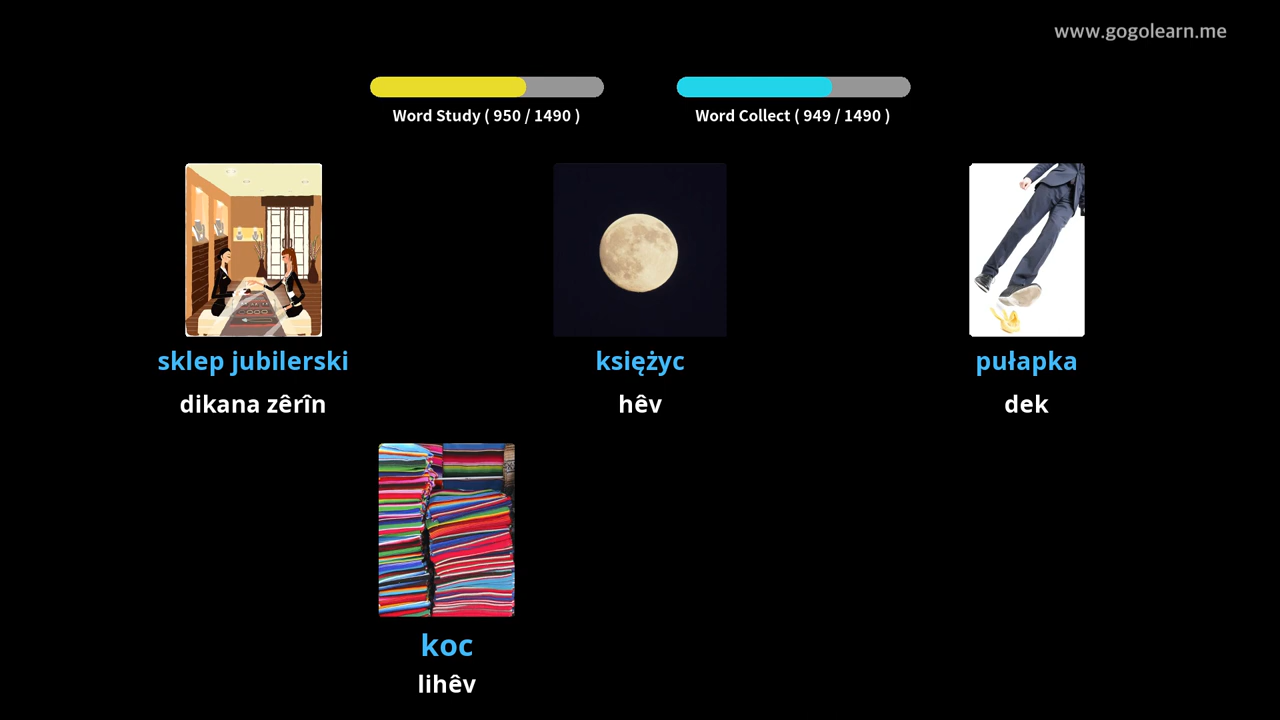 www.gogolearn.me
Word Study ( 950 / 1490 )
Word Collect ( 949 / 1490 )
sklep jubilerski
dikana zêrîn
księżyc
hêv
pułapka
dek
koc
lihêv